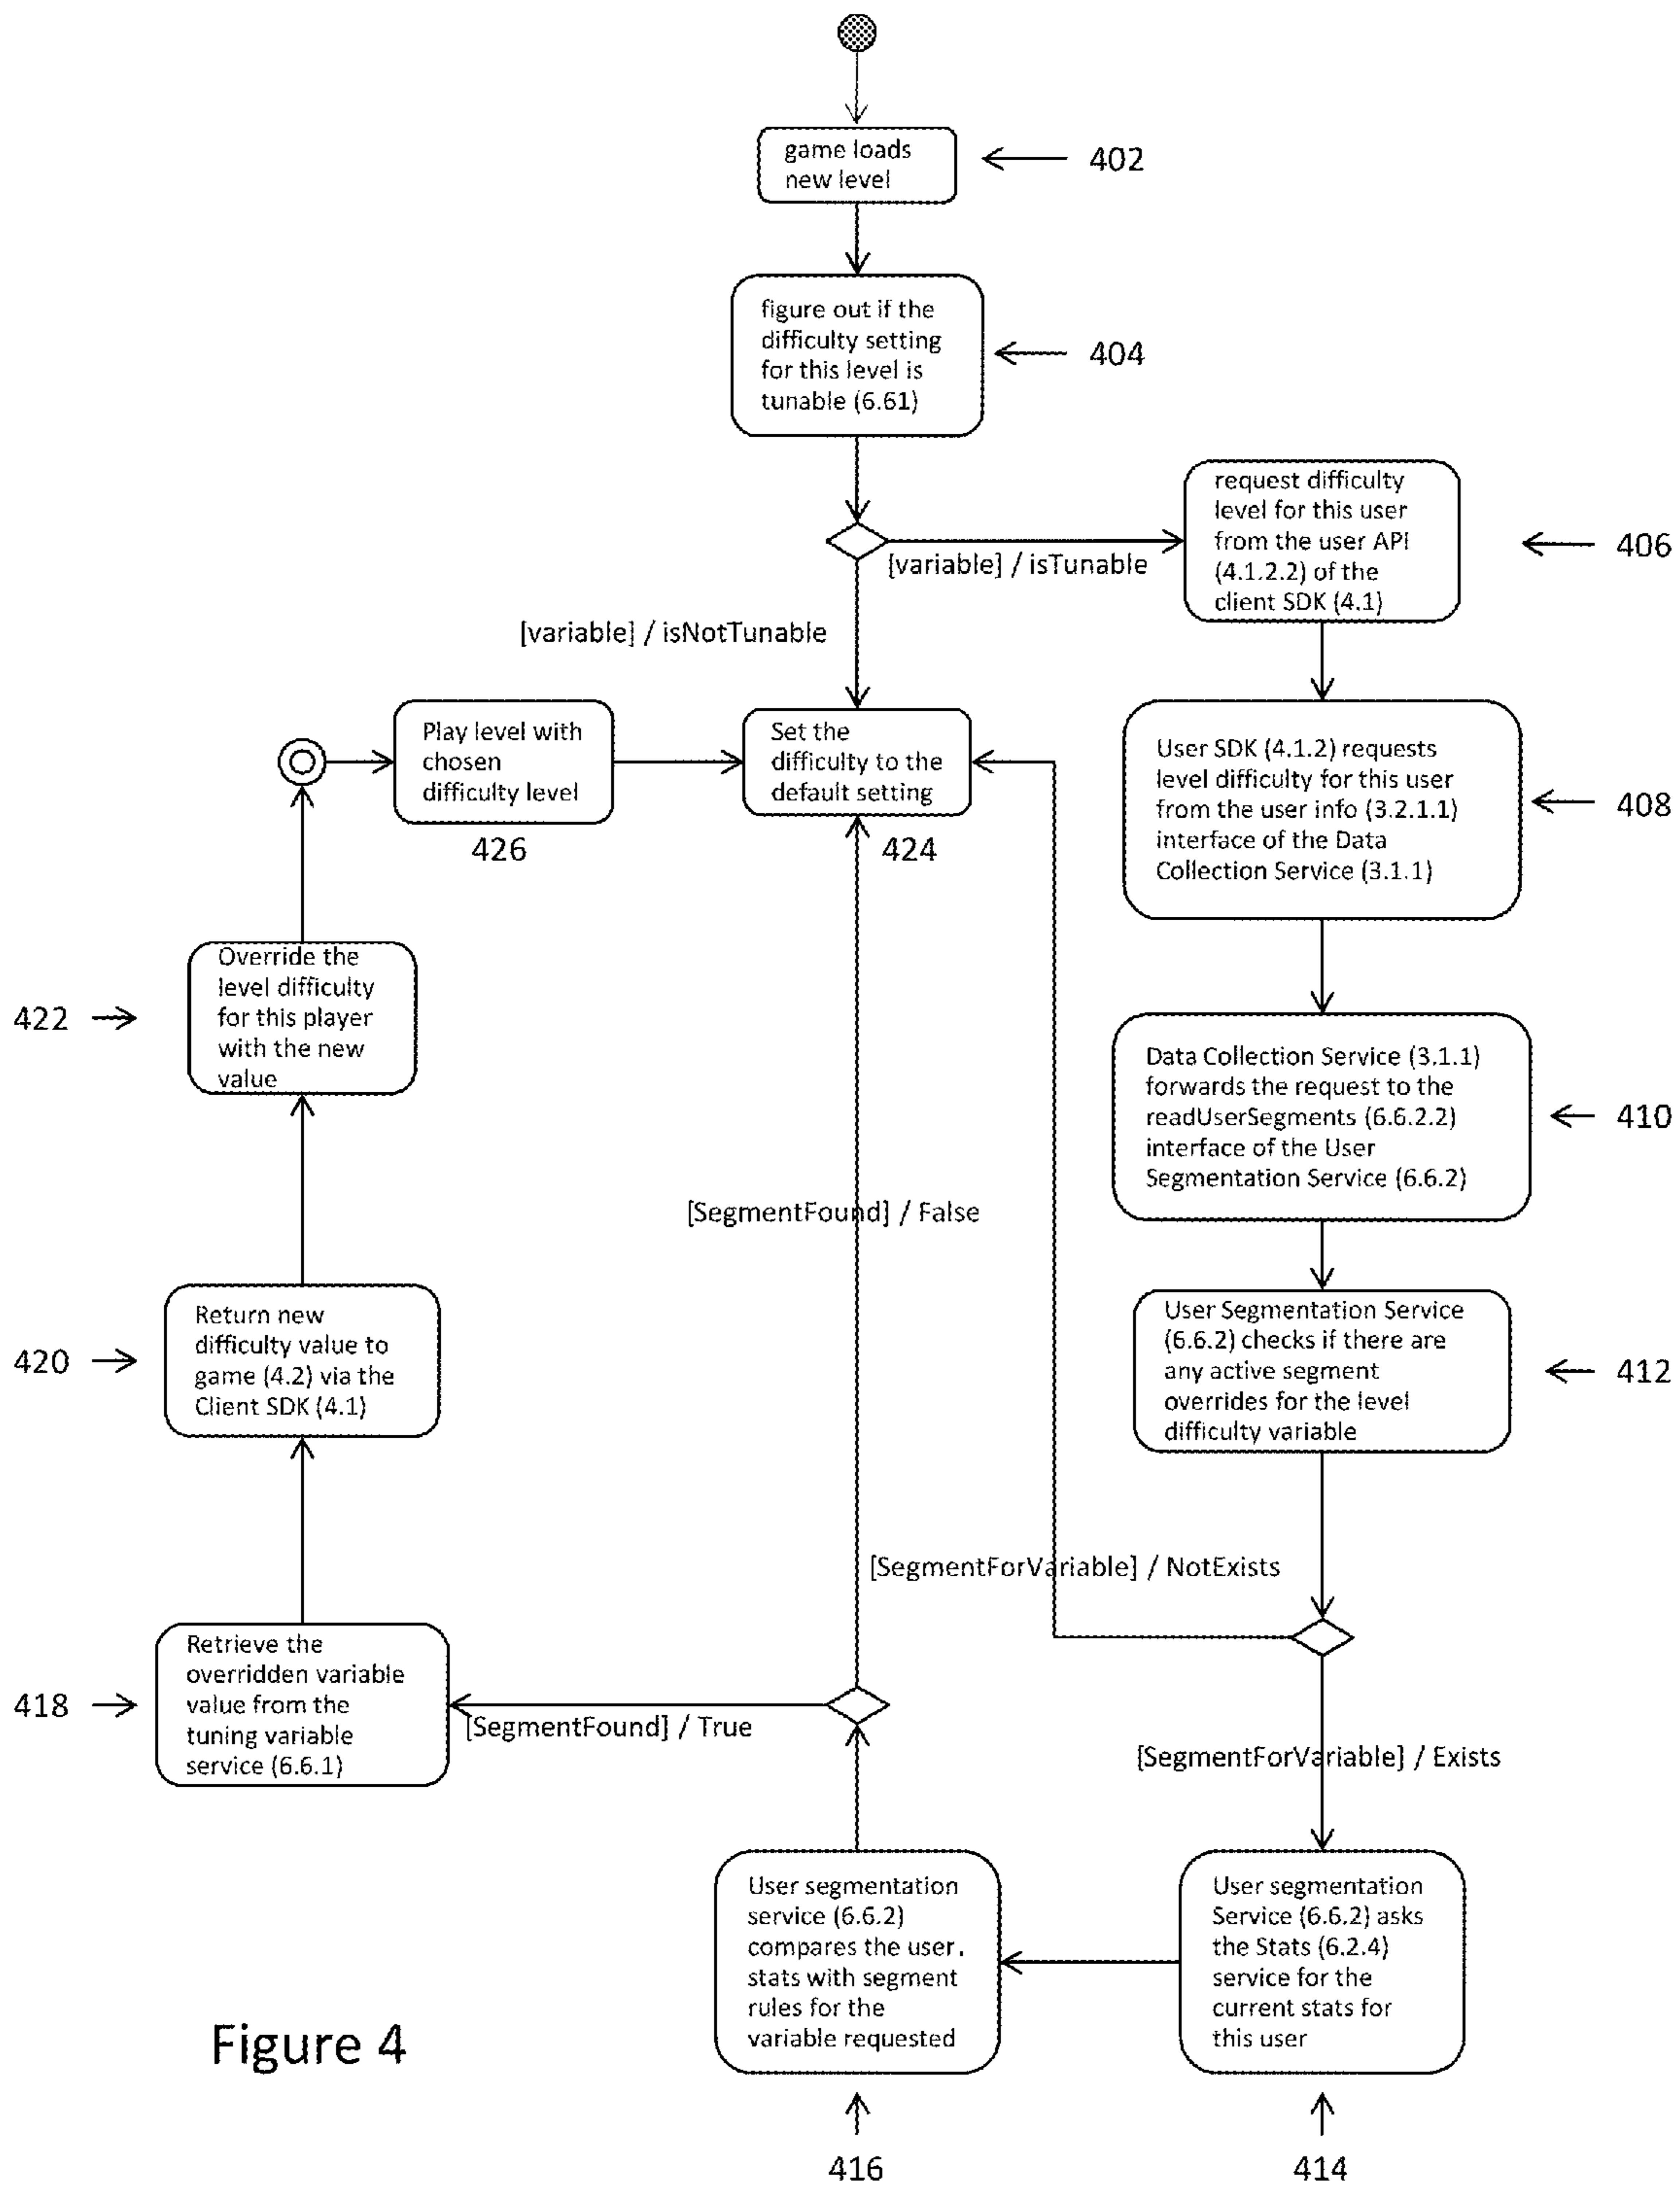 game loads
new level
402
figure out if the
difficulty setting
for this level is
tunable (6.61)
404
request difficulty
level for this user
from the user API
(4.1.2.2) of the
client SDK (4.1)
406
[variable] / isTunable
[variable] / isNotTunable
Play level with
chosen
difficulty level
426
Set the
difficulty to the
default setting
424
User SDK (4.1.2) requests
level difficulty for this user
from the user info (3.2.1.1)
interface of the Data
Collection Service (3.1.1)
408
Override the
level difficulty
for this player
with the new
value
422
Data Collection Service (3.1.1)
forwards the request to the
readUserSegments (6.6.2.2)
interface of the User
Segmentation Service (6.6.2)
410
[SegmentFound] / False
Return new
difficulty value to
game (4.2) via the
Client SDK (4.1)
420
User Segmentation Service
(6.6.2) checks if there are
any active segment
overrides for the level
difficulty variable
412
[SegmentForVariable] / NotExists
Retrieve the
overridden variable
value from the
tuning variable
service (6.6.1)
418
[SegmentFound] / True
[SegmentForVariable] / Exists
User segmentation
service (6.6.2)
compares the user.
stats with segment
rules for the
variable requested
416
User segmentation
Service (6.6.2) asks
the Stats (6.2.4)
service for the
current stats for
this user
414
Figure 4